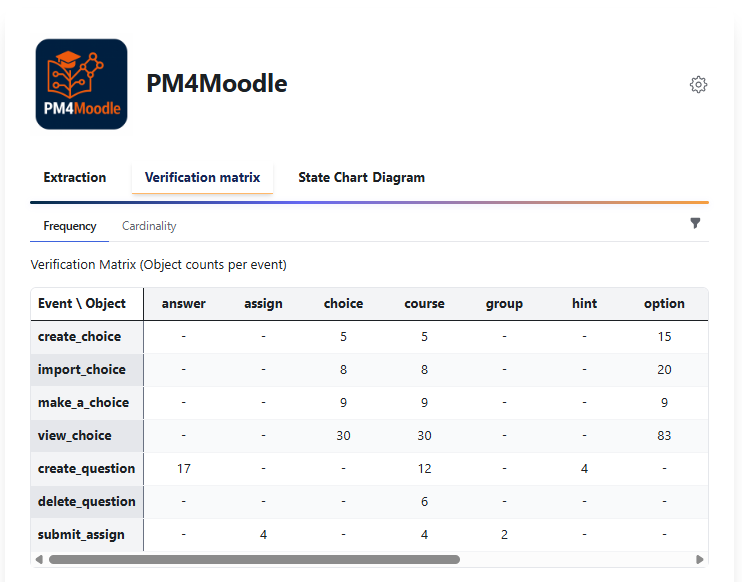 PM4Moodle
PM4Moodle
Extraction Verification matrix State Chart Diagram
Frequency Cardinality
Verification Matrix (Object counts per event)
Event \ Object answer assign choice course group hint option
create_choice - - 5 5 - - 15
import_choice - - 8 8 - - 20
make_a_choice - - 9 9 - - 9
view_choice - - 30 30 - - 83
create_question 17 - - 12 - 4 -
delete_question - - - 6 - - -
submit_assign - 4 - 4 2 - -